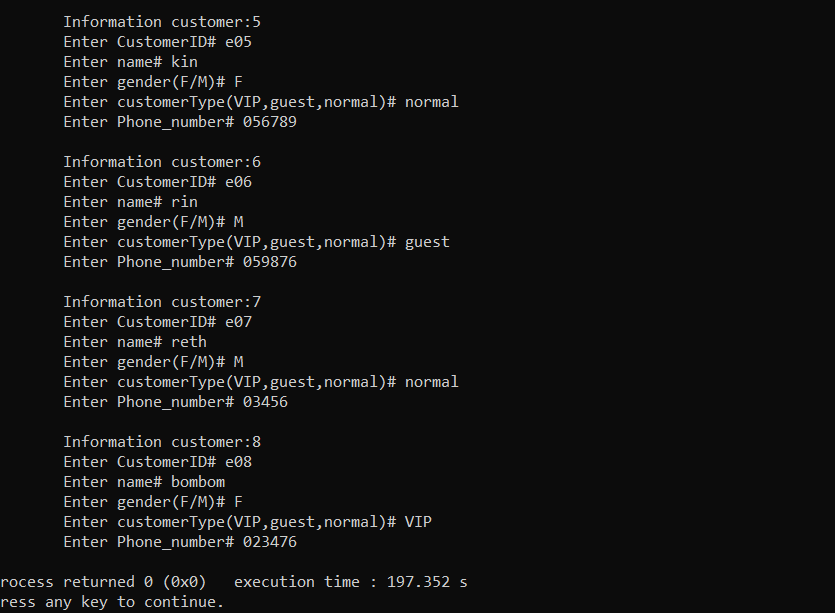 Information customer:5
Enter CustomerID# e05
Enter name# kin
Enter gender(F/M)# F
Enter customerType(VIP,guest,normal)# normal
Enter Phone_number# 056789
Information customer:6
Enter CustomerID# e06
Enter name# rin
Enter gender(F/M)# M
Enter customerType(VIP,guest,normal)# guest
Enter Phone_number# 059876
Information customer:7
Enter CustomerID# e07
Enter name# reth
Enter gender(F/M)# M
Enter customerType(VIP,guest,normal)# normal
Enter Phone_number# 03456
Information customer:8
Enter CustomerID# e08
Enter name# bombom
Enter gender(F/M)# F
Enter customerType(VIP,guest,normal)# VIP
Enter Phone_number# 023476
rocess returned 0 (0x0)   execution time : 197.352 s
ress any key to continue.